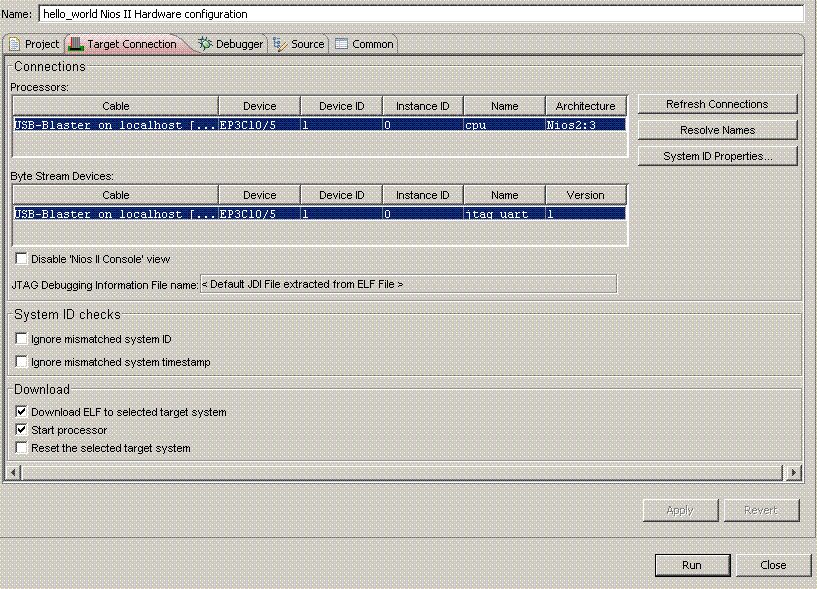 Name: hello_world Nios II Hardware configuration
Project Target Connection Debugger Source Common
Connections
Processors:
Cable Device Device ID Instance ID Name Architecture
USB-Blaster on localhost [... EP3C10/5 1 0 cpu Nios2:3
Refresh Connections
Resolve Names
System ID Properties...
Byte Stream Devices:
Cable Device Device ID Instance ID Name Version
USB-Blaster on localhost [... EP3C10/5 1 0 jtag_uart 1
Disable 'Nios II Console' view
JTAG Debugging Information File name: < Default JDI File extracted from ELF File >
System ID checks
Ignore mismatched system ID
Ignore mismatched system timestamp
Download
Download ELF to selected target system
Start processor
Reset the selected target system
Apply Revert
Run Close